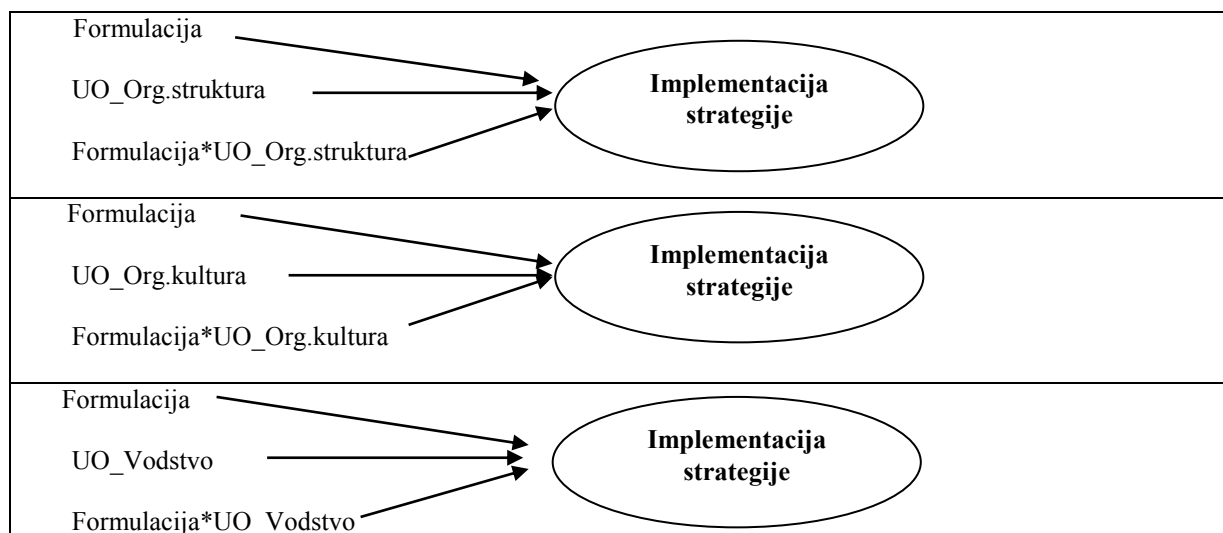 Formulacija
UO_Org.struktura
Formulacija*UO_Org.struktura
Implementacija
strategije
Formulacija
UO_Org.kultura
Formulacija*UO_Org.kultura
Implementacija
strategije
Formulacija
UO_Vodstvo
Formulacija*UO_Vodstvo
Implementacija
strategije